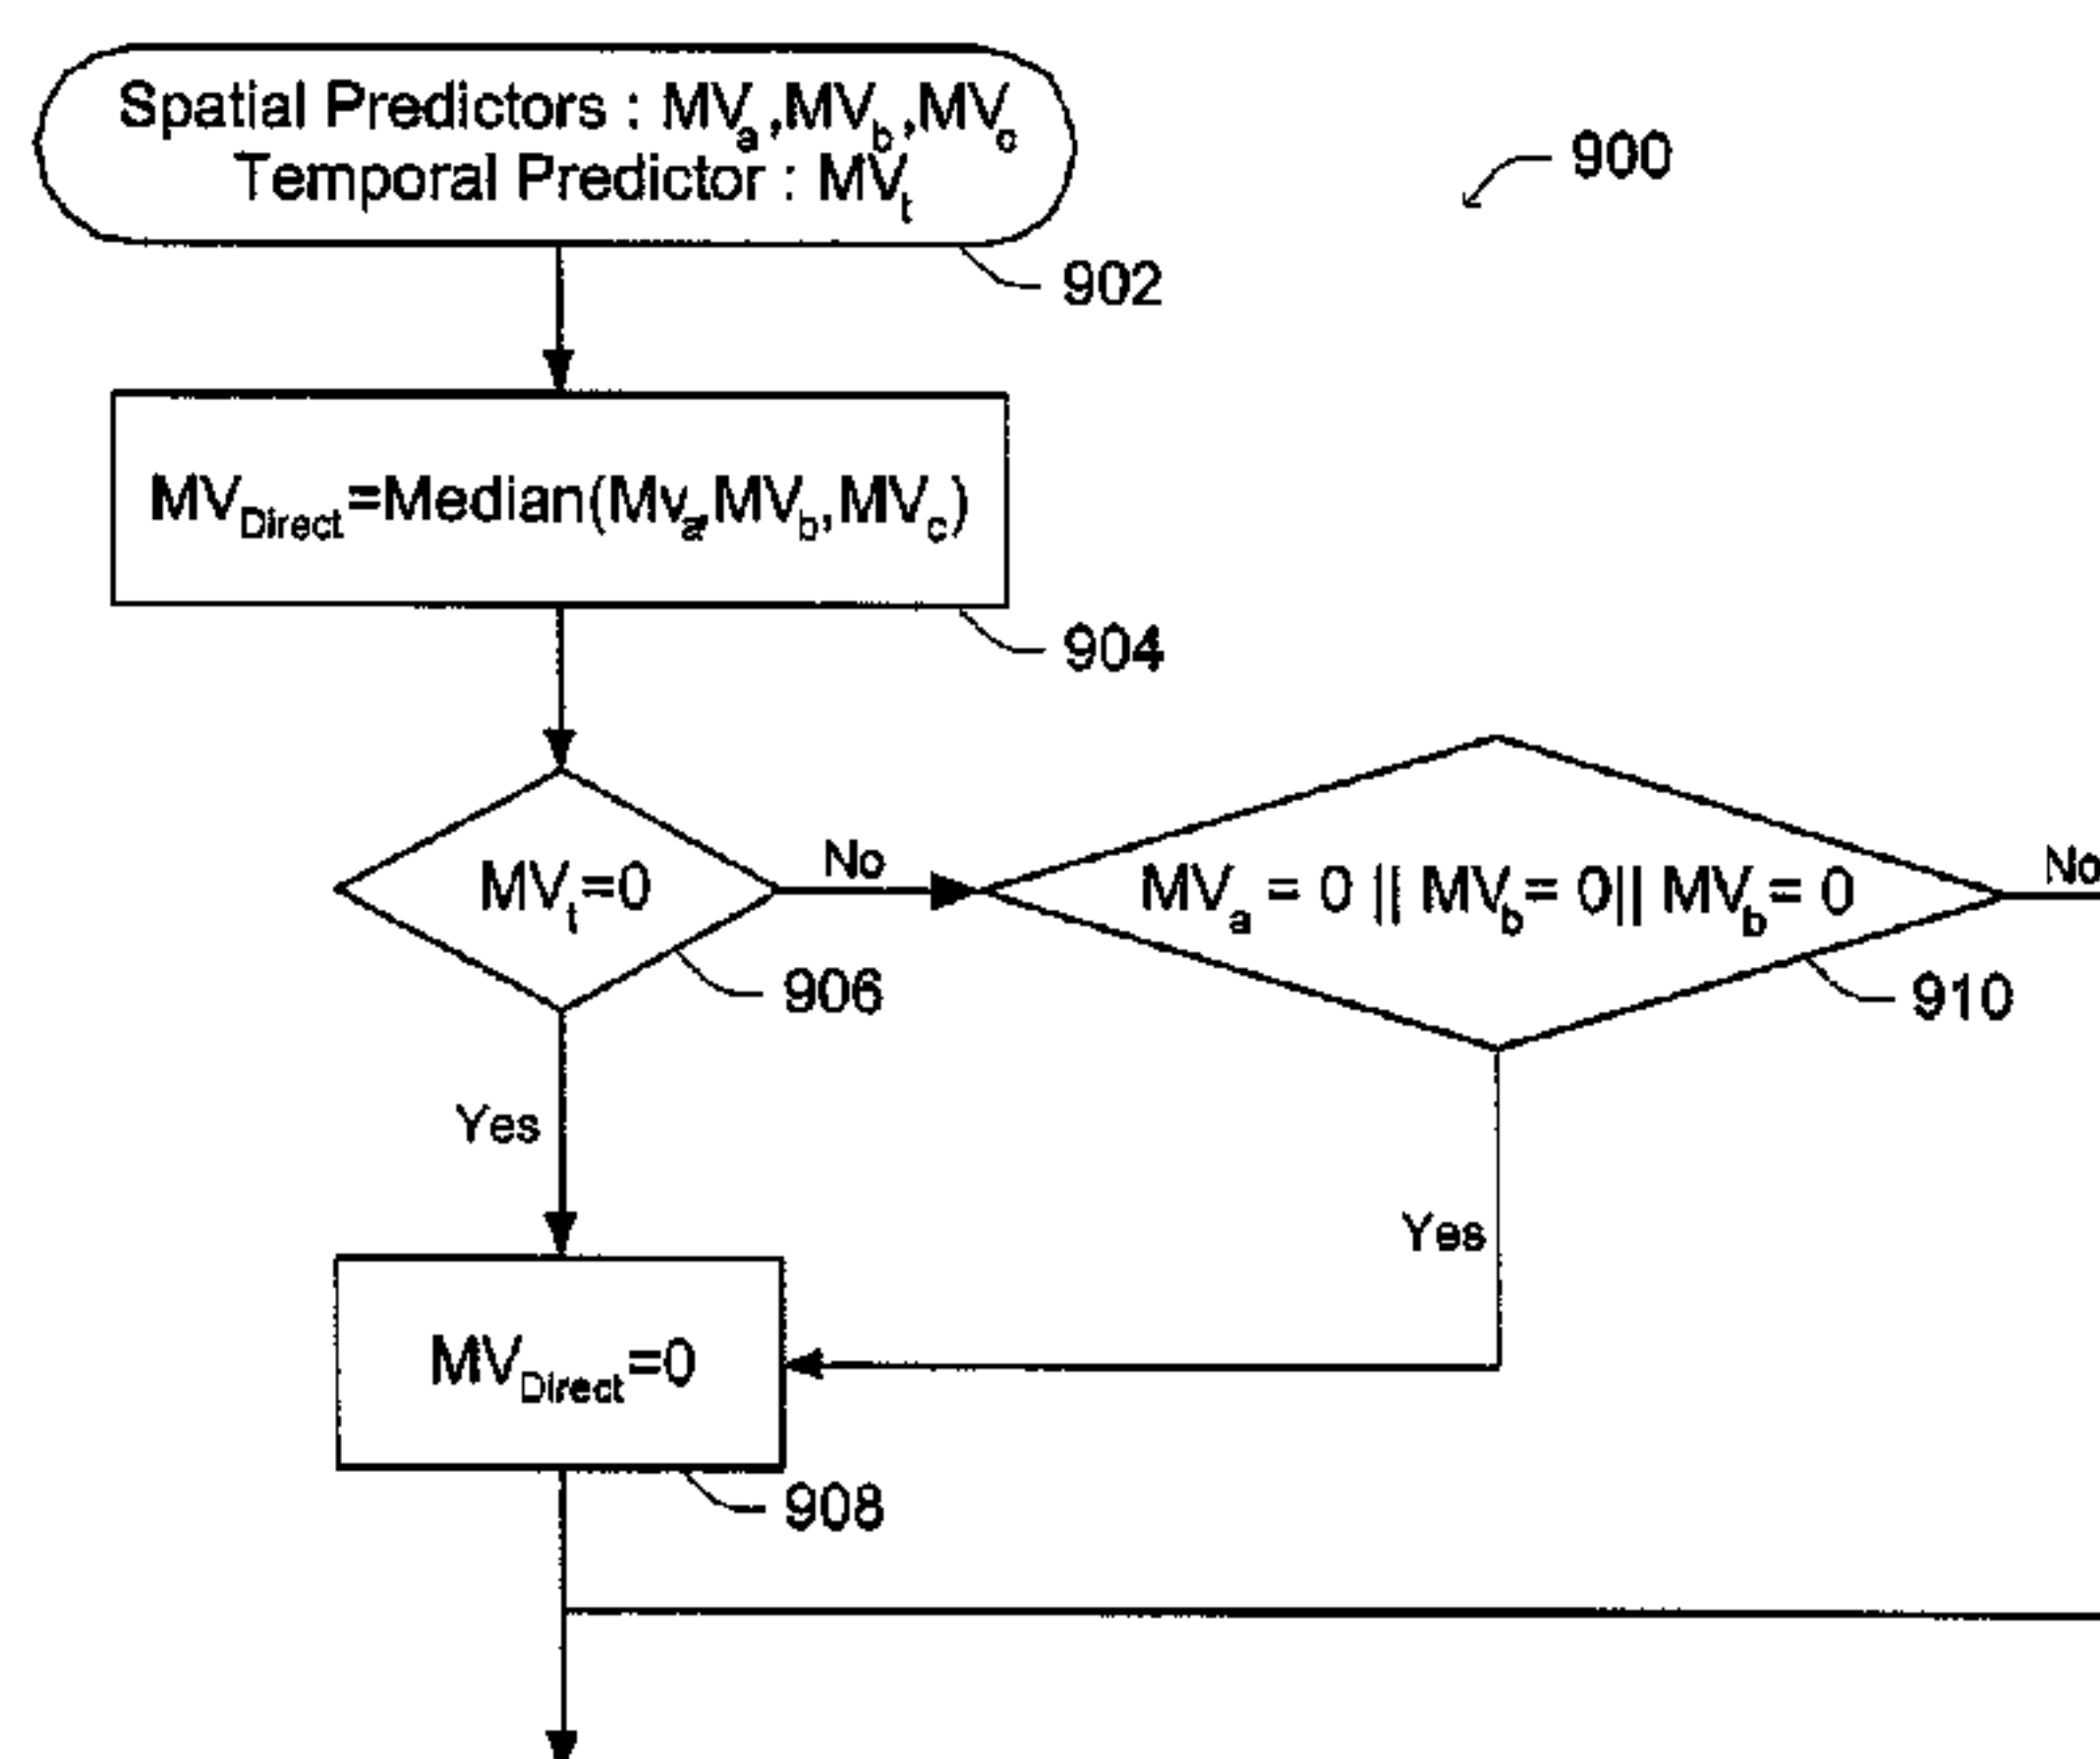 Spatial Predictors : MVa,MVb,MVc
Temporal Predictor : MVt
900
902
MVDirect=Median(Mva,MVb,MVc)
904
MVt=0
No
MVa = 0 || MVb= 0|| MVb= 0
No
906
910
Yes
Yes
MVDirect=0
908